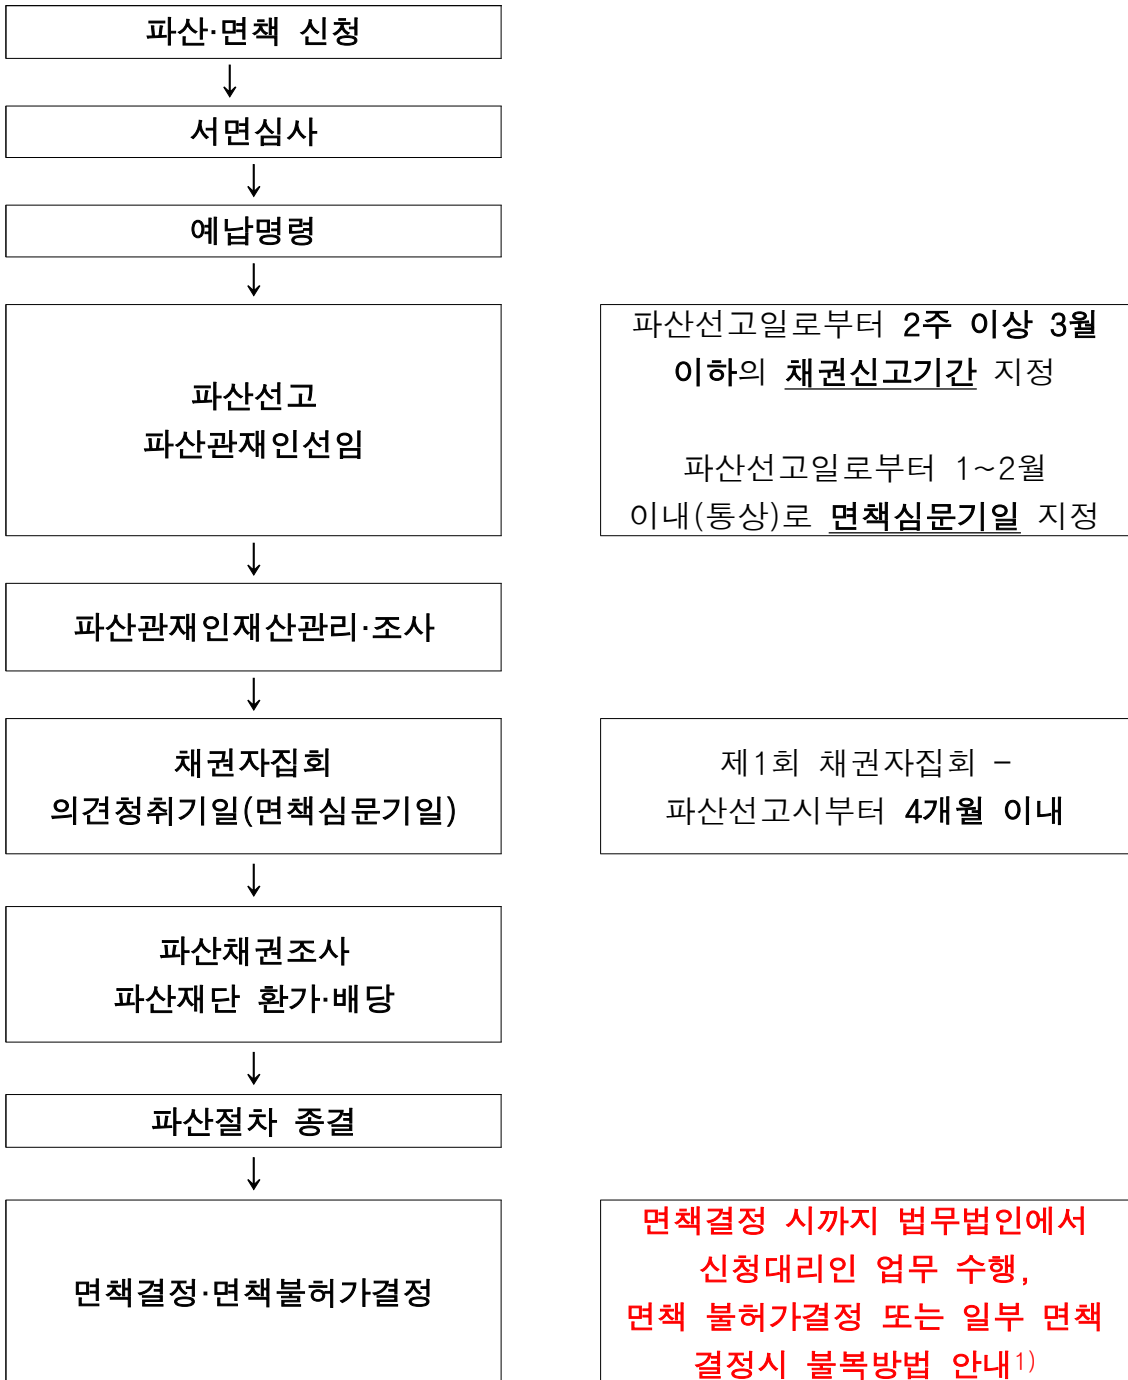 파산·면책 신청
↓
서면심사
↓
예납명령
↓
파산선고
파산관재인선임
파산선고일로부터 2주 이상 3월
이하의 채권신고기간 지정
파산선고일로부터 1~2월
이내(통상)로 면책심문기일 지정
↓
파산관재인재산관리·조사
↓
채권자집회
의견청취기일(면책심문기일)
제1회 채권자집회 –
파산선고시부터 4개월 이내
↓
파산채권조사
파산재단 환가·배당
↓
파산절차 종결
↓
면책결정·면책불허가결정
면책결정 시까지 법무법인에서
신청대리인 업무 수행,
면책 불허가결정 또는 일부 면책
결정시 불복방법 안내1)